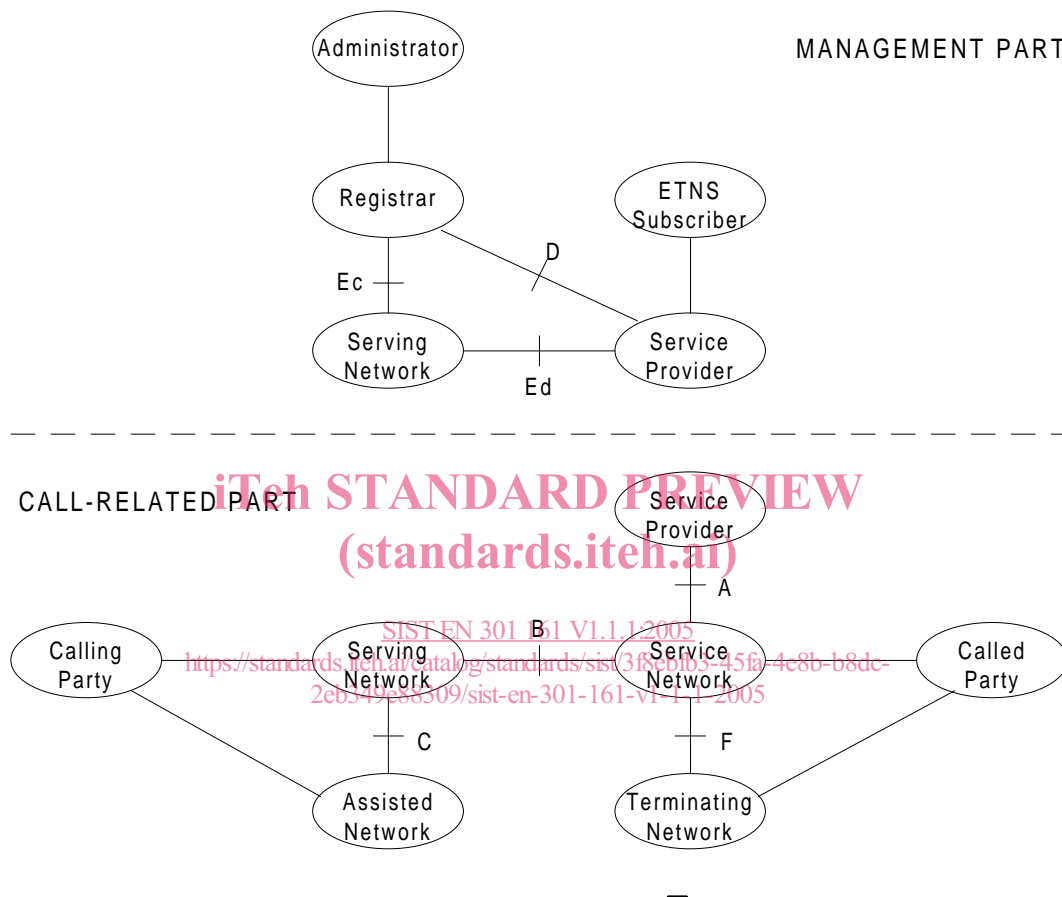 Administrator
MANAGEMENT PART
Registrar
ETNS
Subscriber
D
Ec
Serving
Network
Service
Provider
Ed
CALL-RELATED PART
iTeh STANDARD PREVIEW
(standards.iteh.ai)
Service
Provider
A
SIST EN 301 161 V1.1.1:2005
https://standards.iteh.ai/catalog/standards/sist/3f8ebfb3-45fa-4e8b-b8dc-
2eb349e88309/sist-en-301-161-v1-1-1-2005
Calling
Party
Serving
Network
B
Service
Network
Called
Party
C
F
Assisted
Network
Terminating
Network